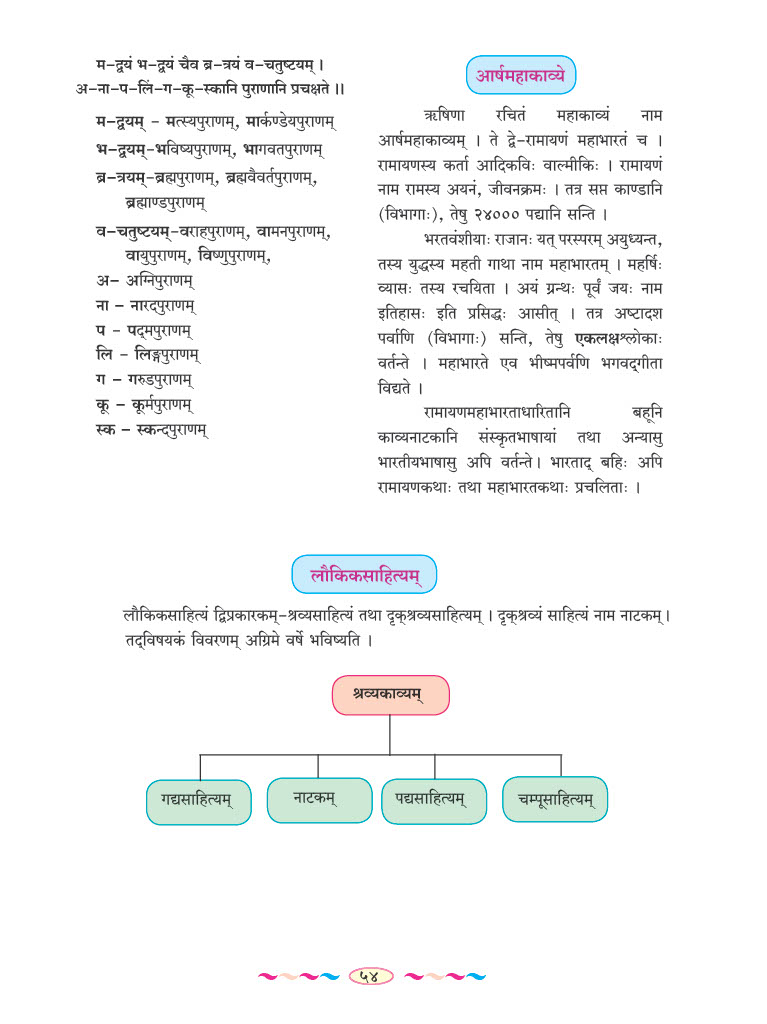 म-द्वयं भ-द्वयं चैव ब्र-त्रयं व-चतुष्टयम् ।
अ-ना-प-लिं-ग-कू-स्कानि पुराणानि प्रचक्षते ।।
म-द्वयम् - मत्स्यपुराणम्, मार्कण्डेयपुराणम्
भ-द्वयम्-भविष्यपुराणम्, भागवतपुराणम्
ब्र-त्रयम्-ब्रह्मपुराणम्, ब्रह्मवैवर्तपुराणम्,
ब्रह्माण्डपुराणम्
व-चतुष्टयम्-वराहपुराणम्, वामनपुराणम्,
वायुपुराणम्, विष्णुपुराणम्,
अ- अग्निपुराणम्
ना - नारदपुराणम्
प - पद्मपुराणम्
लि - लिङ्गपुराणम्
ग - गरुडपुराणम्
कू - कूर्मपुराणम्
स्क - स्कन्दपुराणम्
आर्षमहाकाव्ये
ऋषिणा रचितं महाकाव्यं नाम
आर्षमहाकाव्यम् । ते द्वे-रामायणं महाभारतं च ।
रामायणस्य कर्ता आदिकविः वाल्मीकिः । रामायणं
नाम रामस्य अयनं, जीवनक्रमः । तत्र सप्त काण्डानि
(विभागाः), तेषु २४००० पद्यानि सन्ति ।
भरतवंशीयाः राजानः यत् परस्परम् अयुध्यन्त,
तस्य युद्धस्य महती गाथा नाम महाभारतम् । महर्षिः
व्यासः तस्य रचयिता । अयं ग्रन्थः पूर्वं जयः नाम
इतिहासः इति प्रसिद्धः आसीत् । तत्र अष्टादश
पर्वाणि (विभागाः) सन्ति, तेषु एकलक्षश्लोकाः
वर्तन्ते । महाभारते एव भीष्मपर्वणि भगवद्‌गीता
विद्यते ।
रामायणमहाभारताधारितानि बहूनि
काव्यनाटकानि संस्कृतभाषायां तथा अन्यासु
भारतीयभाषासु अपि वर्तन्ते। भारताद् बहिः अपि
रामायणकथाः तथा महाभारतकथाः प्रचलिताः ।
लौकिकसाहित्यम्
लौकिकसाहित्यं द्विप्रकारकम्-श्रव्यसाहित्यं तथा दृक्‌श्रव्यसाहित्यम् । दृक्‌श्रव्यं साहित्यं नाम नाटकम् ।
तद्‌विषयकं विवरणम् अग्रिमे वर्षे भविष्यति ।
श्रव्यकाव्यम्
गद्यसाहित्यम् नाटकम् पद्यसाहित्यम् चम्पूसाहित्यम्
५४